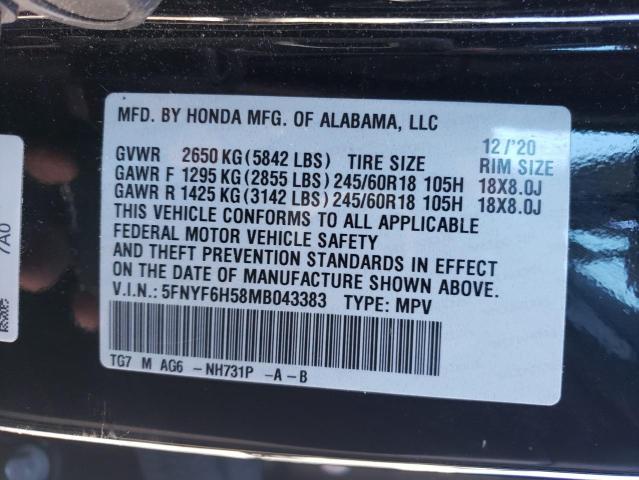 MFD. BY HONDA MFG. OF ALABAMA, LLC
12/'20
GVWR 2650 KG (5842 LBS) TIRE SIZE RIM SIZE
GAWR F 1295 KG (2855 LBS) 245/60R18 105H 18X8.0J
GAWR R 1425 KG (3142 LBS) 245/60R18 105H 18X8.0J
THIS VEHICLE CONFORMS TO ALL APPLICABLE
FEDERAL MOTOR VEHICLE SAFETY
AND THEFT PREVENTION STANDARDS IN EFFECT
ON THE DATE OF MANUFACTURE SHOWN ABOVE.
V.I.N.: 5FNYF6H58MB043383 TYPE: MPV
TG7 M AG6 -NH731P -A-B
7A0